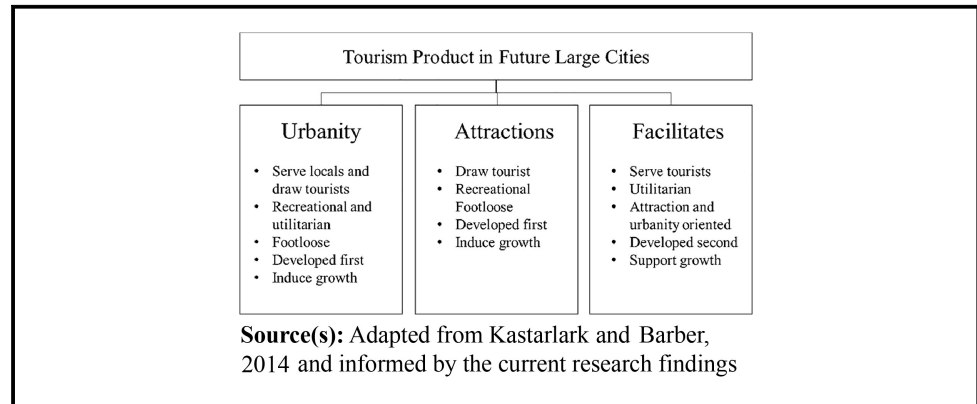 Tourism Product in Future Large Cities
Urbanity
• Serve locals and
draw tourists
• Recreational and
utilitarian
• Footloose
• Developed first
• Induce growth
Attractions
• Draw tourist
• Recreational
Footloose
• Developed first
• Induce growth
Facilitates
• Serve tourists
• Utilitarian
• Attraction and
urbanity oriented
• Developed second
• Support growth
Source(s): Adapted from Kastarlark and Barber,
2014 and informed by the current research findings